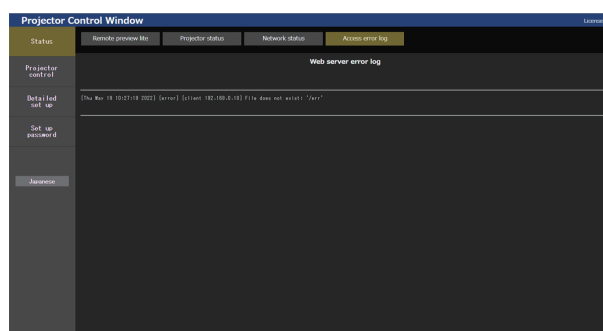 Projector Control Window
License
Status
Remote preview lite
Projector status
Network status
Access error log
Web server error log
Projector
control
Detailed
set up
[Thu Mar 10 10:27:19 2022] [error] [client 192.168.0.10] File does not exist: '/err'
Set up
password
Japanese